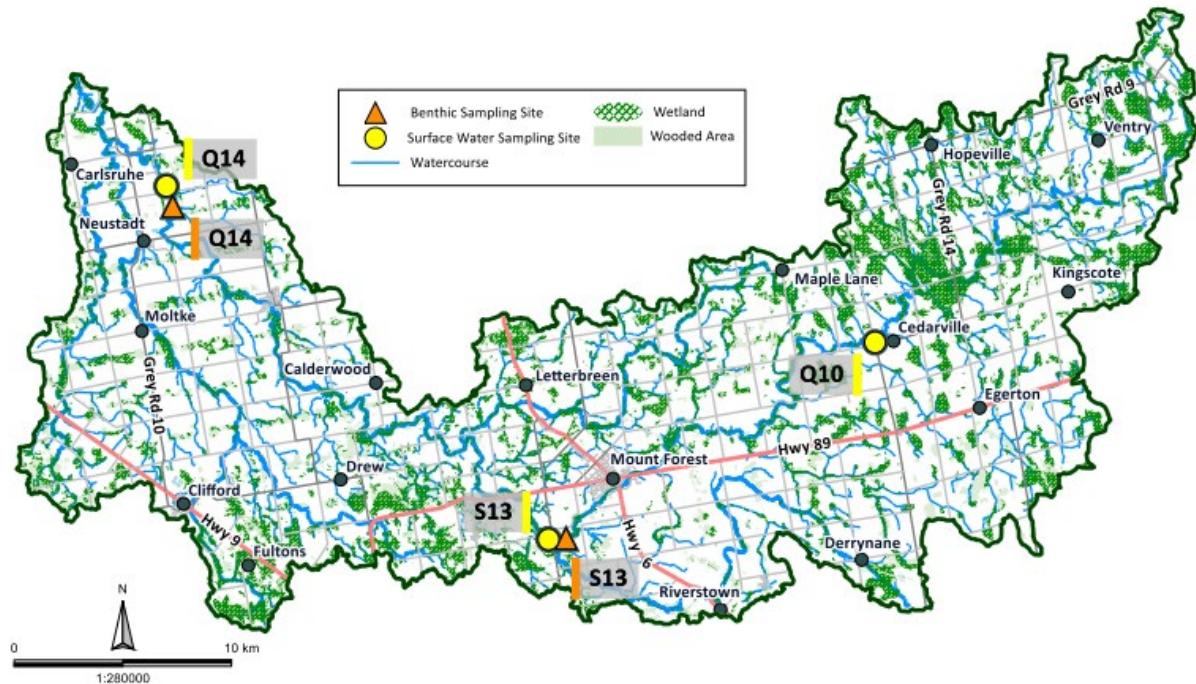 Benthic Sampling Site
Surface Water Sampling Site
Watercourse
Wetland
Wooded Area
Grey Rd 9
Ventry
Hopeville
Grey Rd 14
Q14
Carlsruhe
Neustadt
Q14
Kingscote
Maple Lane
Moltke
Cedarville
Calderwood
Letterbreen
Q10
Egerton
Grey Rd 10
Hwy 89
Mount Forest
Drew
Clifford
S13
Hwy 9
Fultons
Hwy 6
S13
Derrynane
Riverstown
N
0
10 km
1:280000